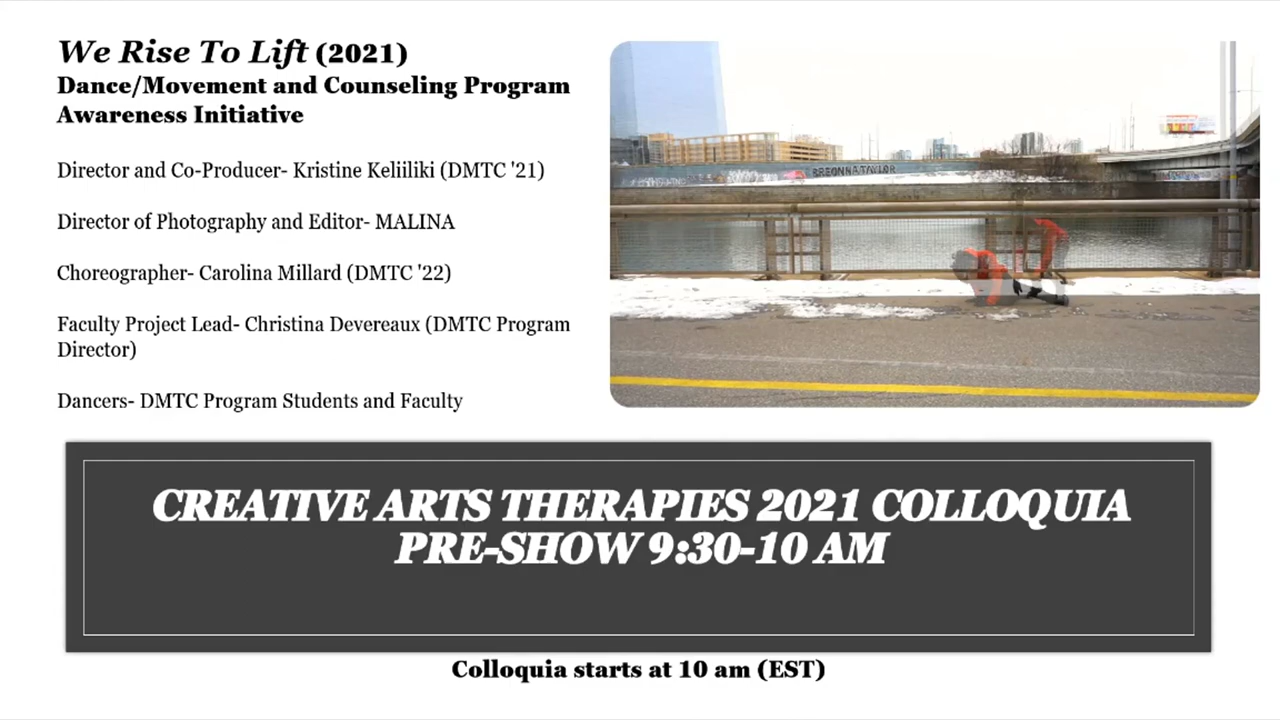 We Rise To Lift (2021)
Dance/Movement and Counseling Program
Awareness Initiative
Director and Co-Producer- Kristine Keliiliki (DMTC '21)
Director of Photography and Editor- MALINA
Choreographer- Carolina Millard (DMTC '22)
Faculty Project Lead- Christina Devereaux (DMTC Program
Director)
Dancers- DMTC Program Students and Faculty
BREONNA TAYLOR
CREATIVE ARTS THERAPIES 2021 COLLOQUIA
PRE-SHOW 9:30-10 AM
Colloquia starts at 10 am (EST)